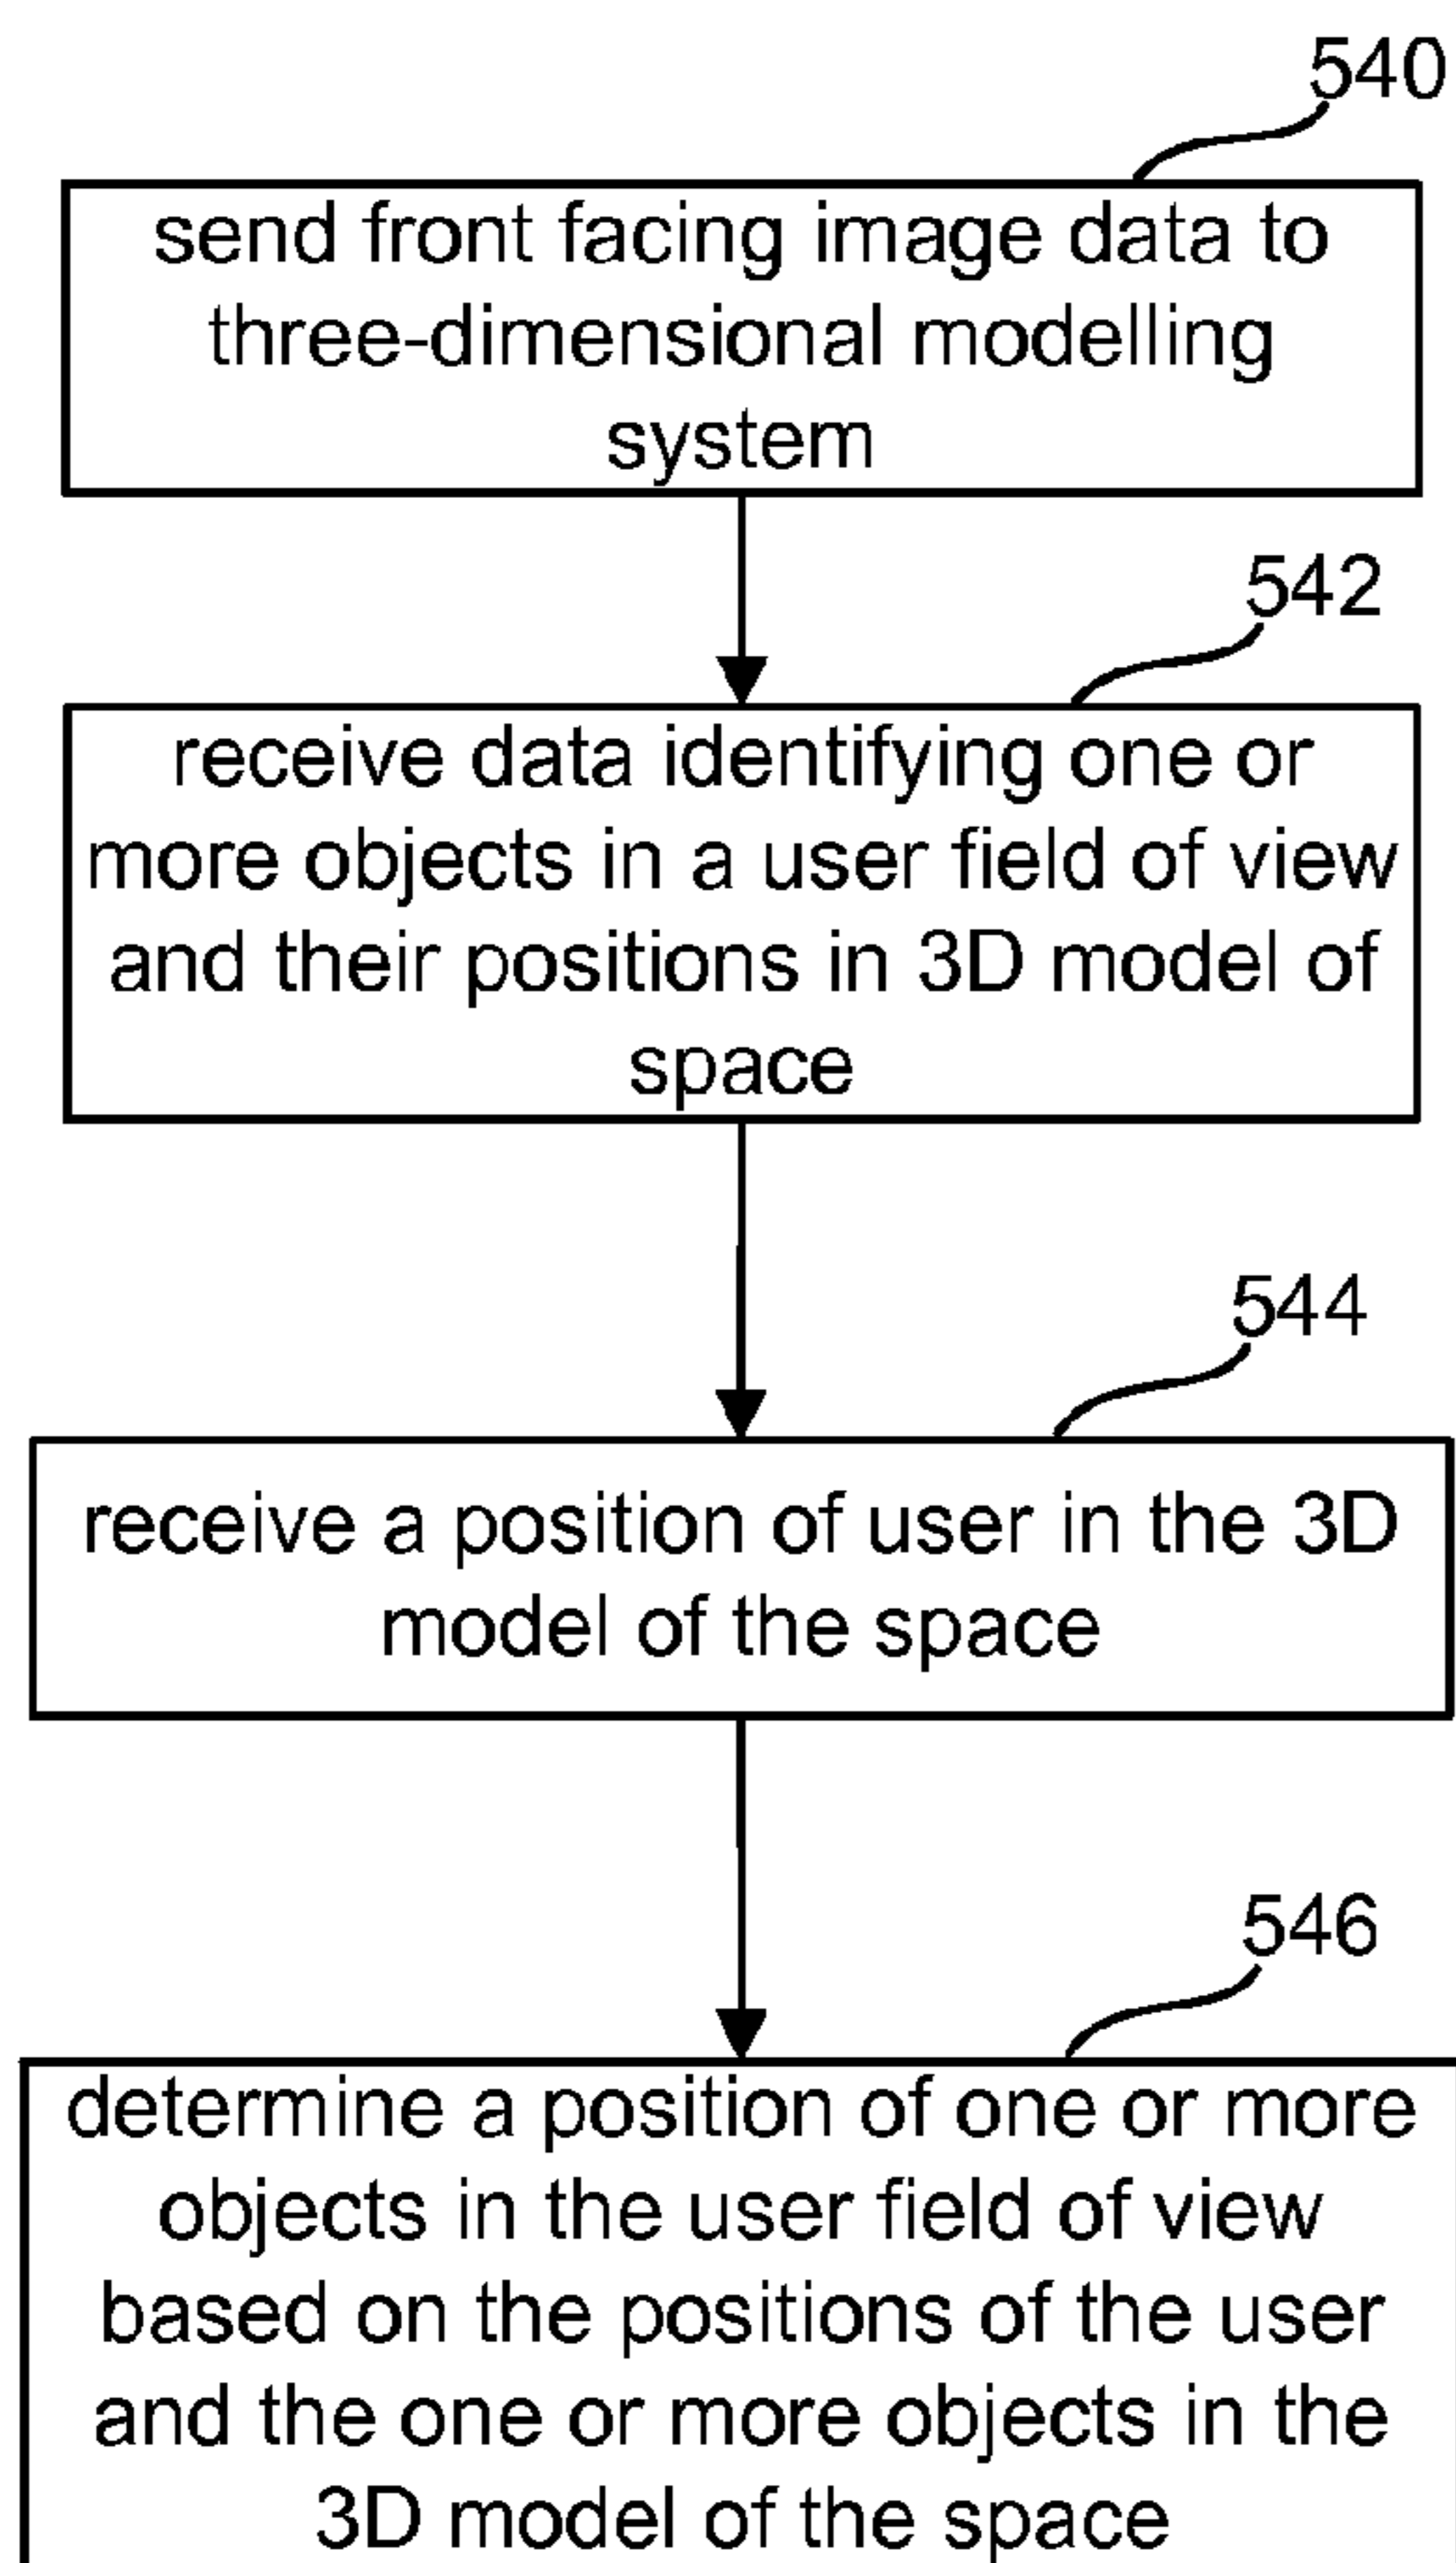 540
send front facing image data to
three-dimensional modelling
system
542
receive data identifying one or
more objects in a user field of view
and their positions in 3D model of
space
544
receive a position of user in the 3D
model of the space
546
determine a position of one or more
objects in the user field of view
based on the positions of the user
and the one or more objects in the
3D model of the space